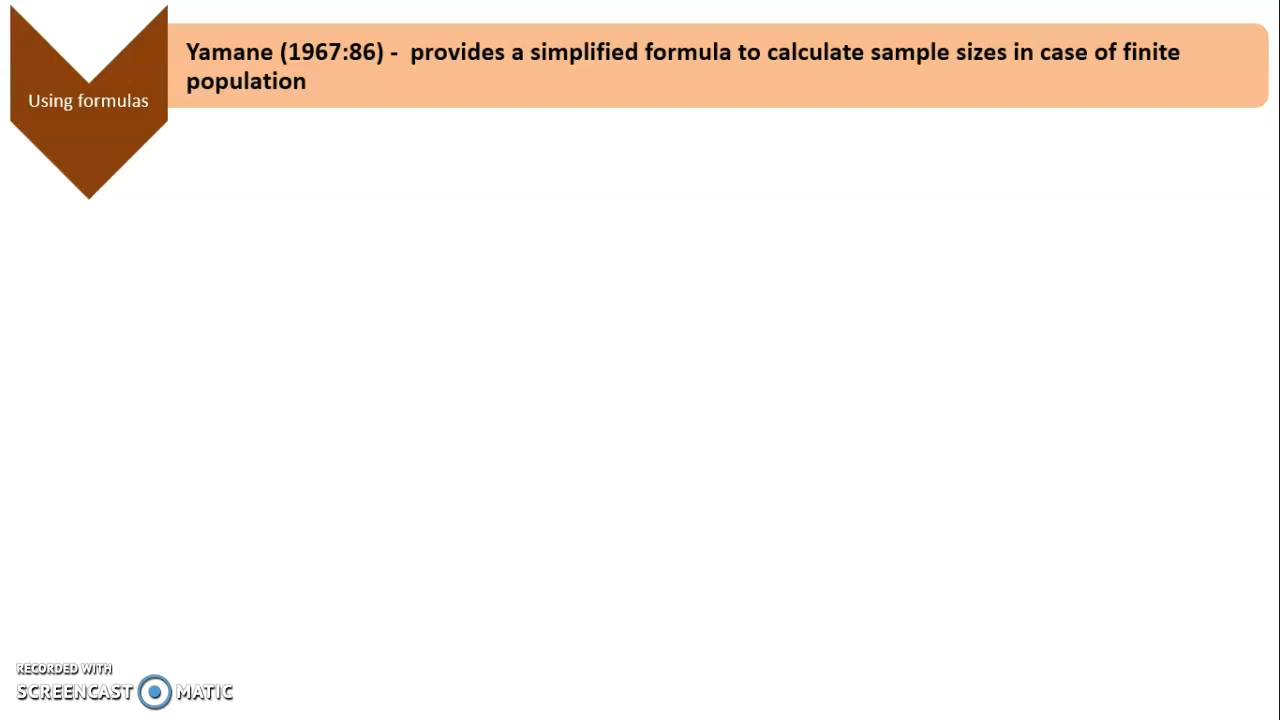 Yamane (1967:86) -  provides a simplified formula to calculate sample sizes in case of finite
population
Using formulas
RECORDED WITH
SCREENCAST MATIC